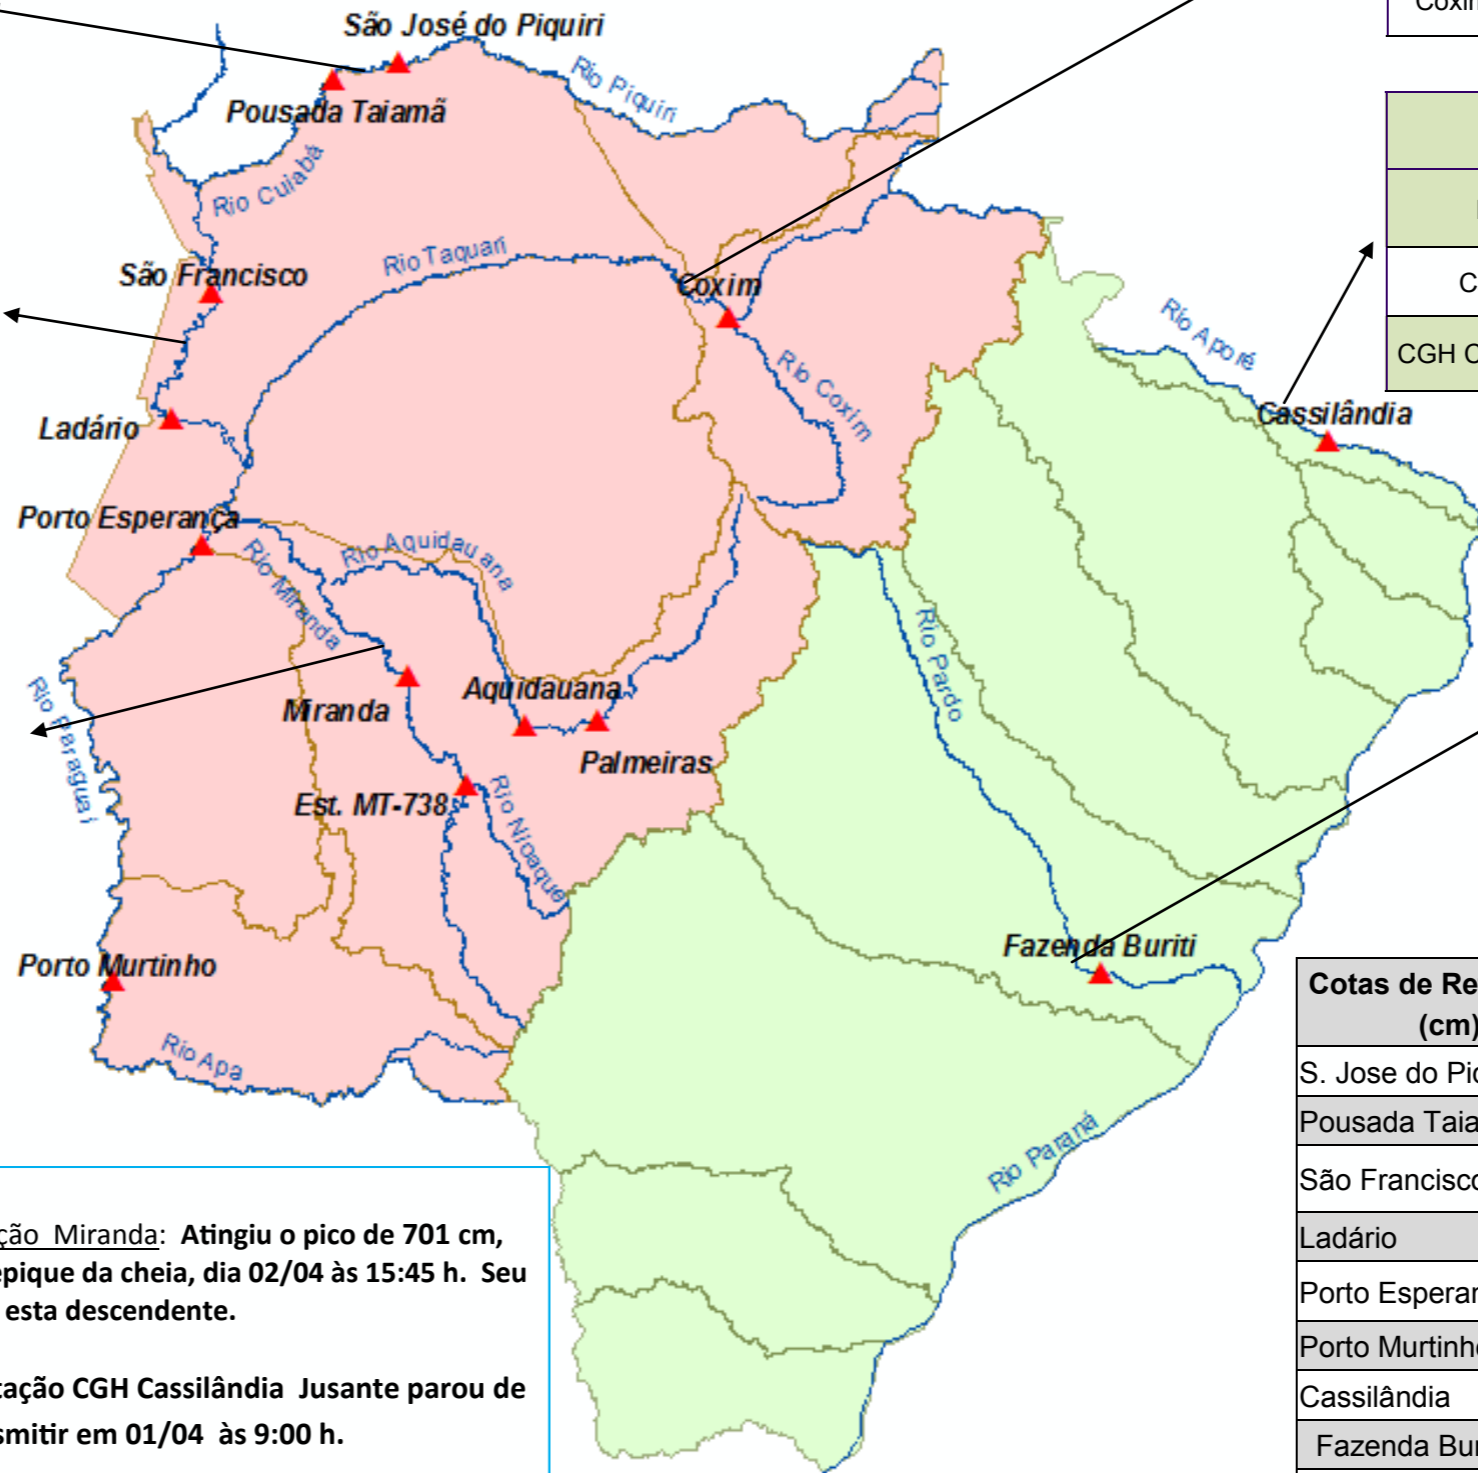 Coxim
São José do Piquiri
Rio Piquiri
Pousada Taiamã
Rio Cuiabá
São Francisco
Rio Taquari
Coxim
Rio Aporé
C
CGH C
Rio Coxim
Cassilândia
Ladário
Porto Esperança
Rio Aquidauana
Rio Miranda
Rio Pardo
Rio Paraguai
Miranda
Aquidauana
Palmeiras
Est. MT-738
Rio Nioaque
Porto Murtinho
Fazenda Buriti
Rio Apa
Rio Paraná
Cotas de Re
(cm)
S. Jose do Piq
Pousada Taia
São Francisco
Ladário
Porto Esperan
Porto Murtinho
Cassilândia
Fazenda Bur
ção Miranda: Atingiu o pico de 701 cm,
epique da cheia, dia 02/04 às 15:45 h. Seu
esta descendente.
tação CGH Cassilândia Jusante parou de
smitir em 01/04 às 9:00 h.